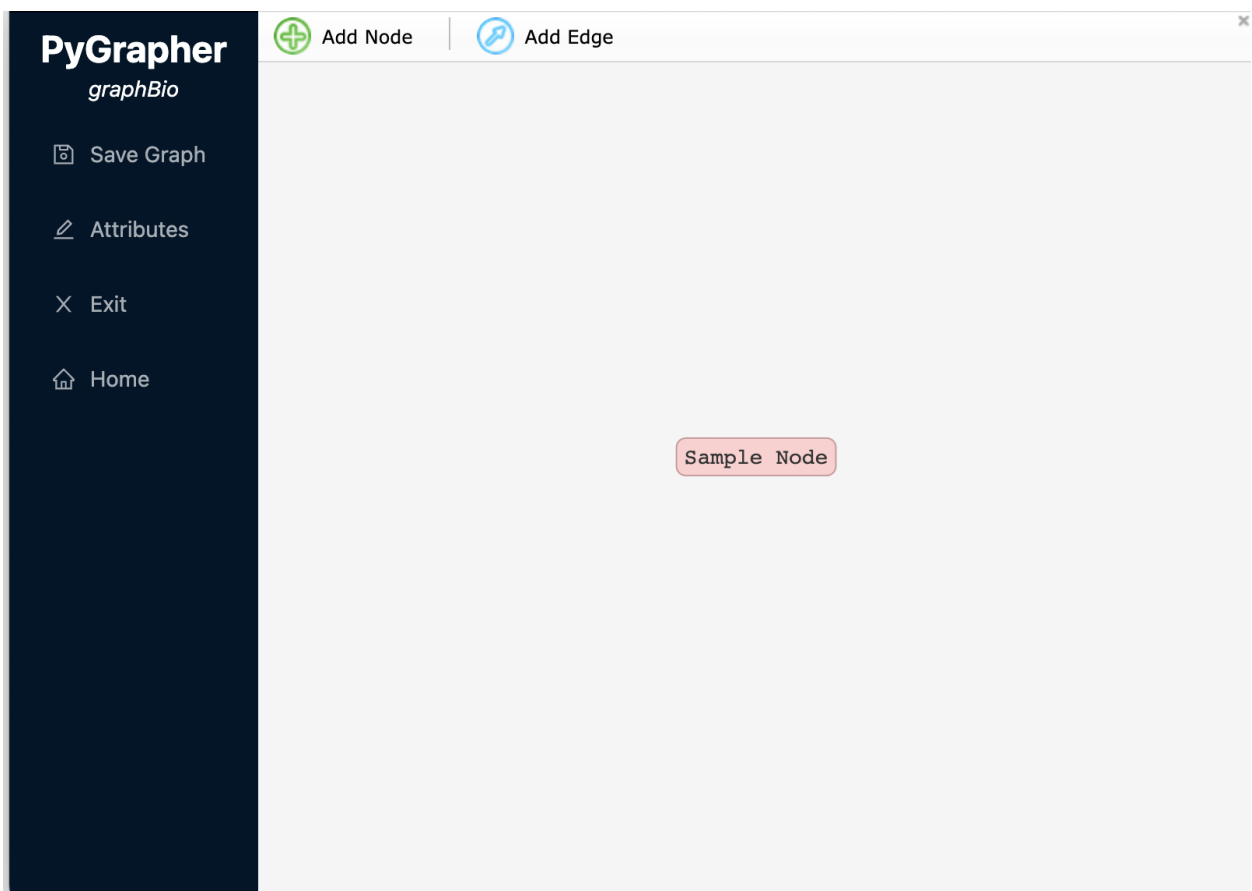 PyGrapher
graphBio
Save Graph
Attributes
Exit
Home
Add Node
Add Edge
Sample Node